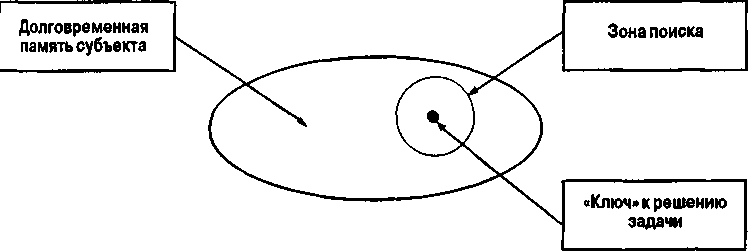 Долговременная
память субъекта
Зона поиска
«Ключ» к решению
задачи